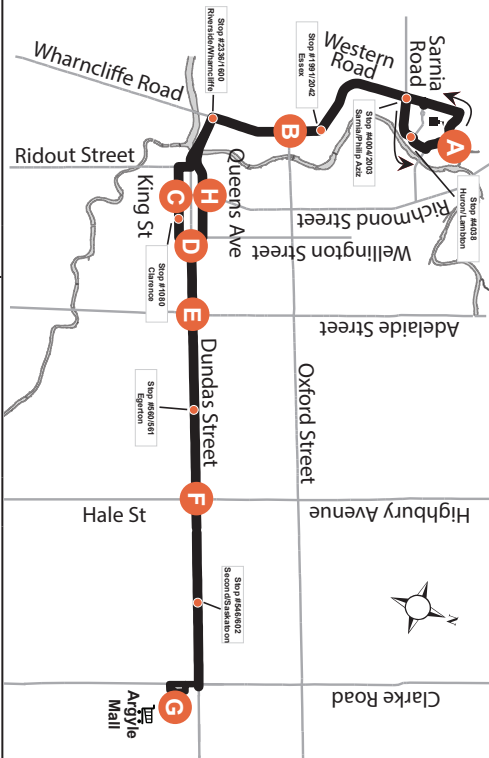 Sarnia
Road
Western
Road
Wharncliffe Road
Stop #2336/1600
Riverside/Wharncliffe
Stop #1991/2042
Essex
Stop #4004/2003
Sarnia/Philip Aziz
Stop #4038
Huron/Lambton
A
B
Ridout Street
Queens Ave
Richmond Street
King St
C
H
Stop #1080
Clarence
D
Wellington Street
E
Adelaide Street
Dundas Street
Oxford Street
Stop #560/561
Egerton
F
Hale St
Highbury Avenue
Stop #546/602
Second/Saskatoon
N
Clarke Road
G
Argyle
Mall